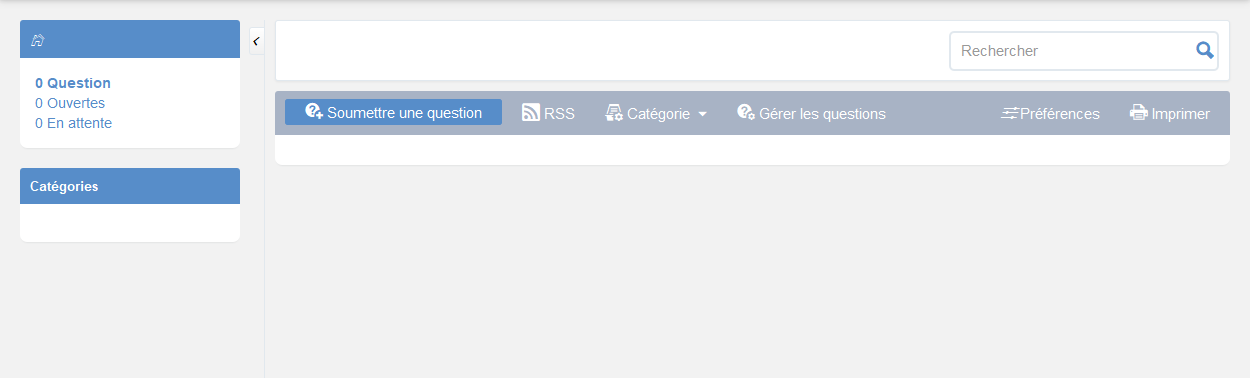 0 Question
0 Ouvertes
0 En attente
Catégories
Rechercher
Soumettre une question RSS Catégorie Gérer les questions Préférences Imprimer